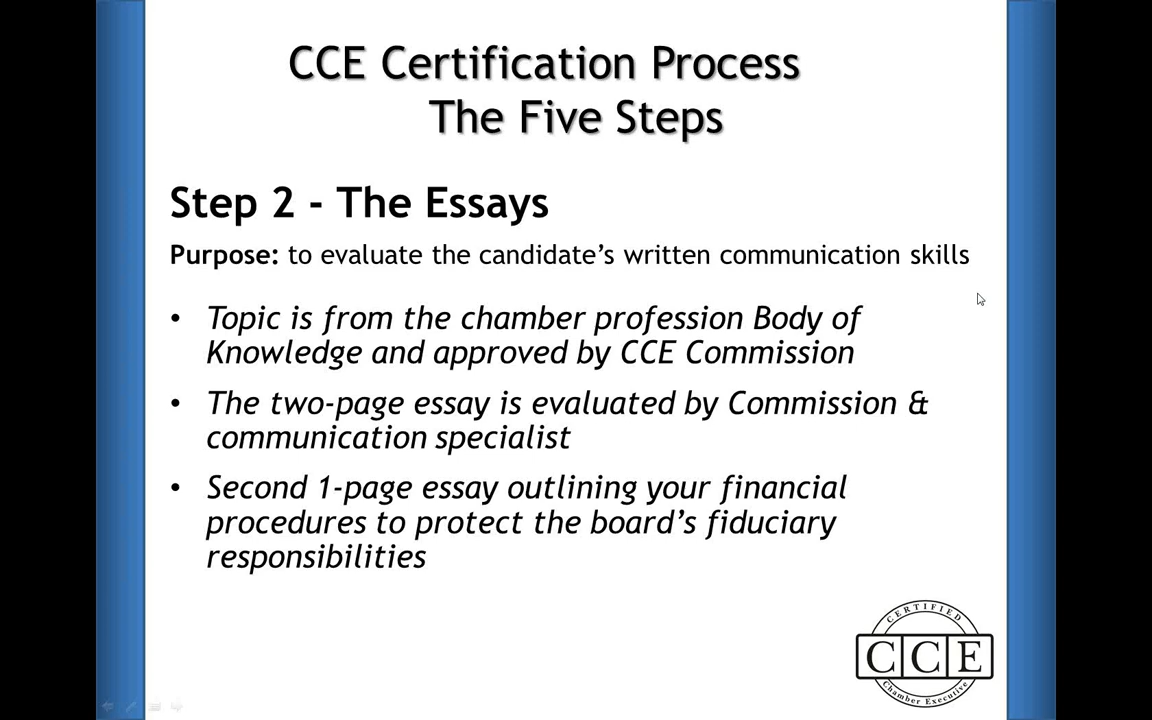 CCE Certification Process
The Five Steps
Step 2 - The Essays
Purpose: to evaluate the candidate’s written communication skills
• Topic is from the chamber profession Body of
Knowledge and approved by CCE Commission
• The two-page essay is evaluated by Commission &
communication specialist
• Second 1-page essay outlining your financial
procedures to protect the board’s fiduciary
responsibilities
CERTIFIED
CCE
Chamber Executive